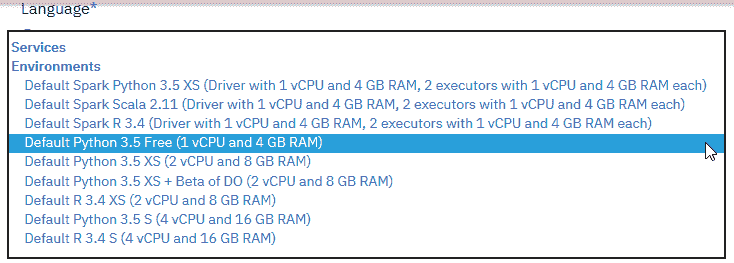 Language*
Services
Environments
Default Spark Python 3.5 XS (Driver with 1 vCPU and 4 GB RAM, 2 executors with 1 vCPU and 4 GB RAM each)
Default Spark Scala 2.11 (Driver with 1 vCPU and 4 GB RAM, 2 executors with 1 vCPU and 4 GB RAM each)
Default Spark R 3.4 (Driver with 1 vCPU and 4 GB RAM, 2 executors with 1 vCPU and 4 GB RAM each)
Default Python 3.5 Free (1 vCPU and 4 GB RAM)
Default Python 3.5 XS (2 vCPU and 8 GB RAM)
Default Python 3.5 XS + Beta of DO (2 vCPU and 8 GB RAM)
Default R 3.4 XS (2 vCPU and 8 GB RAM)
Default Python 3.5 S (4 vCPU and 16 GB RAM)
Default R 3.4 S (4 vCPU and 16 GB RAM)